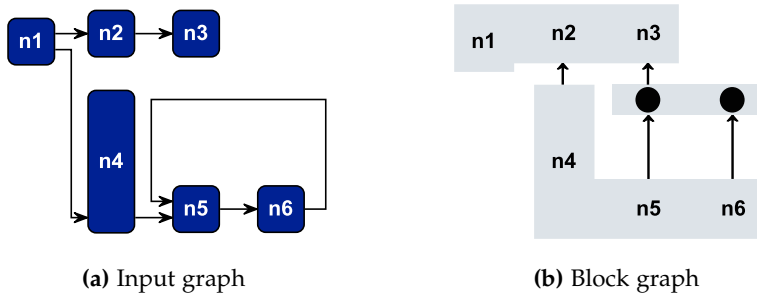 n1 n2 n3
n4
n5 n6
(a) Input graph
n1 n2 n3
n4
n5 n6
(b) Block graph